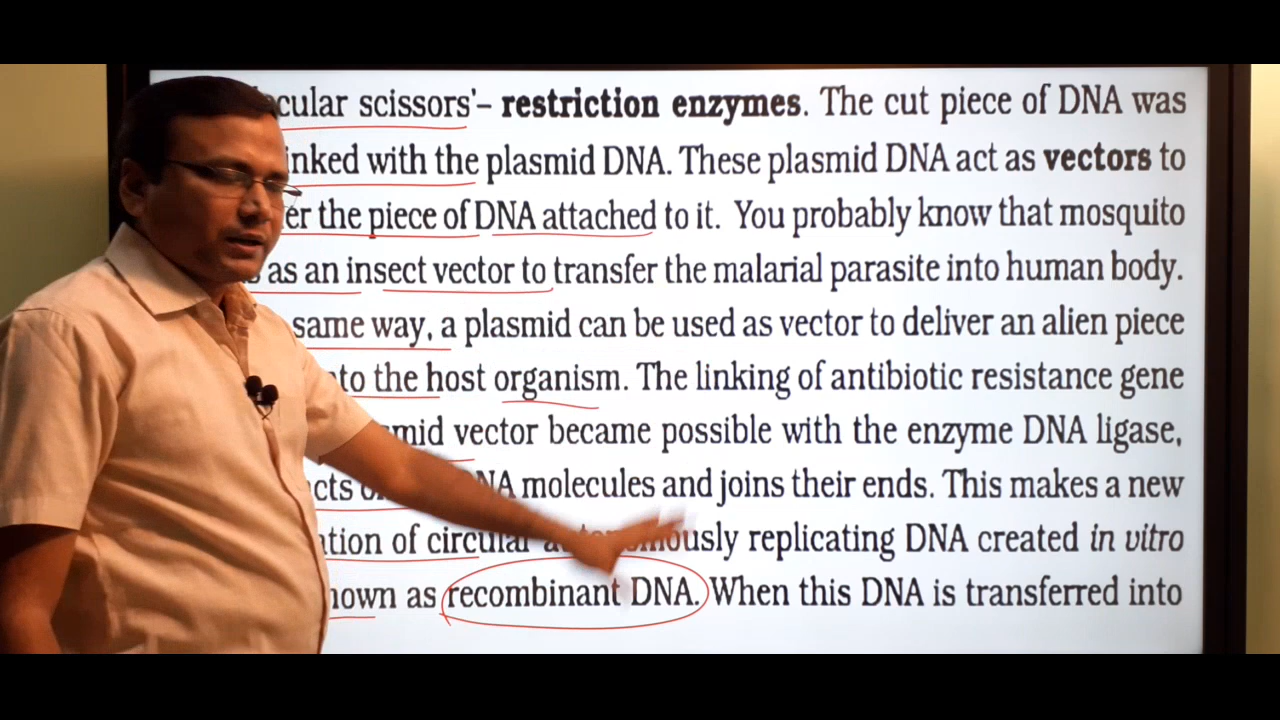 cular scissors'– restriction enzymes. The cut piece of DNA was
inked with the plasmid DNA. These plasmid DNA act as vectors to
er the piece of DNA attached to it. You probably know that mosquito
as an insect vector to transfer the malarial parasite into human body.
same way, a plasmid can be used as vector to deliver an alien piece
to the host organism. The linking of antibiotic resistance gene
mid vector became possible with the enzyme DNA ligase,
cts DNA molecules and joins their ends. This makes a new
tion of circular autonomously replicating DNA created in vitro
nown as recombinant DNA. When this DNA is transferred into